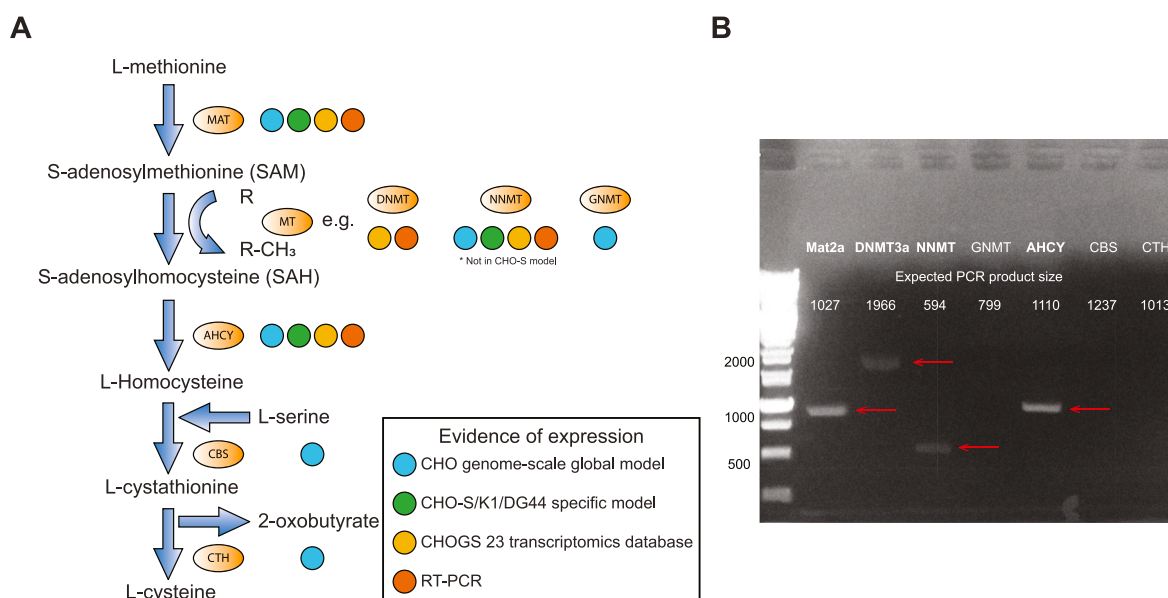 A
L-methionine
MAT
S-adenosylmethionine (SAM)
R
MT
e.g.
R-CH₃
DNMT
NNMT
GNMT
* Not in CHO-S model
S-adenosylhomocysteine (SAH)
AHCY
L-Homocysteine
L-serine
CBS
L-cystathionine
2-oxobutyrate
CTH
L-cysteine
Evidence of expression
CHO genome-scale global model
CHO-S/K1/DG44 specific model
CHOGS 23 transcriptomics database
RT-PCR
B
Mat2a DNMT3a NNMT GNMT AHCY CBS CTH
Expected PCR product size
1027 1966 594 799 1110 1237 1013
2000
1000
500